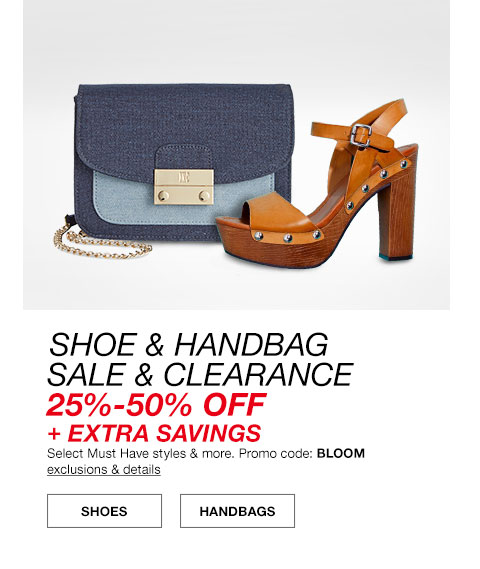 SHOE & HANDBAG
SALE & CLEARANCE
25%-50% OFF
+ EXTRA SAVINGS
Select Must Have styles & more. Promo code: BLOOM
exclusions & details
SHOES
HANDBAGS